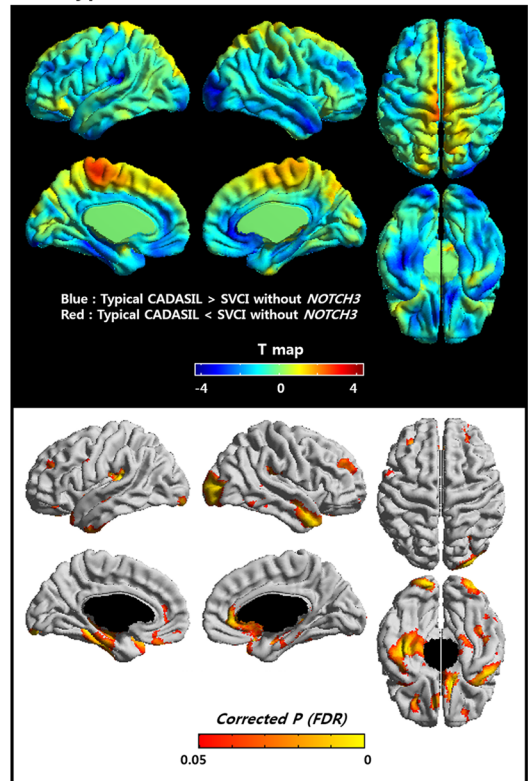 Blue : Typical CADASIL > SVCI without NOTCH3
Red : Typical CADASIL < SVCI without NOTCH3
T map
-4 0 4
Corrected P (FDR)
0.05 0